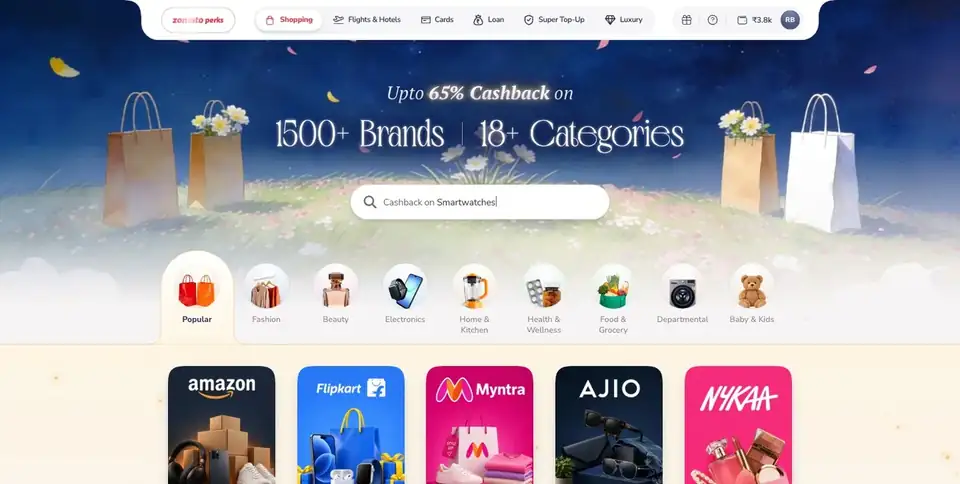 zomato perks
Shopping
Flights & Hotels
Cards
Loan
Super Top-Up
Luxury
₹3.8k
RB
Upto 65% Cashback on
1500+ Brands | 18+ Categories
Cashback on Smartwatches
Popular
Fashion
Beauty
Electronics
Home &
Kitchen
Health &
Wellness
Food &
Grocery
Departmental
Baby & Kids
amazon
Flipkart
Myntra
AJIO
NYKAA